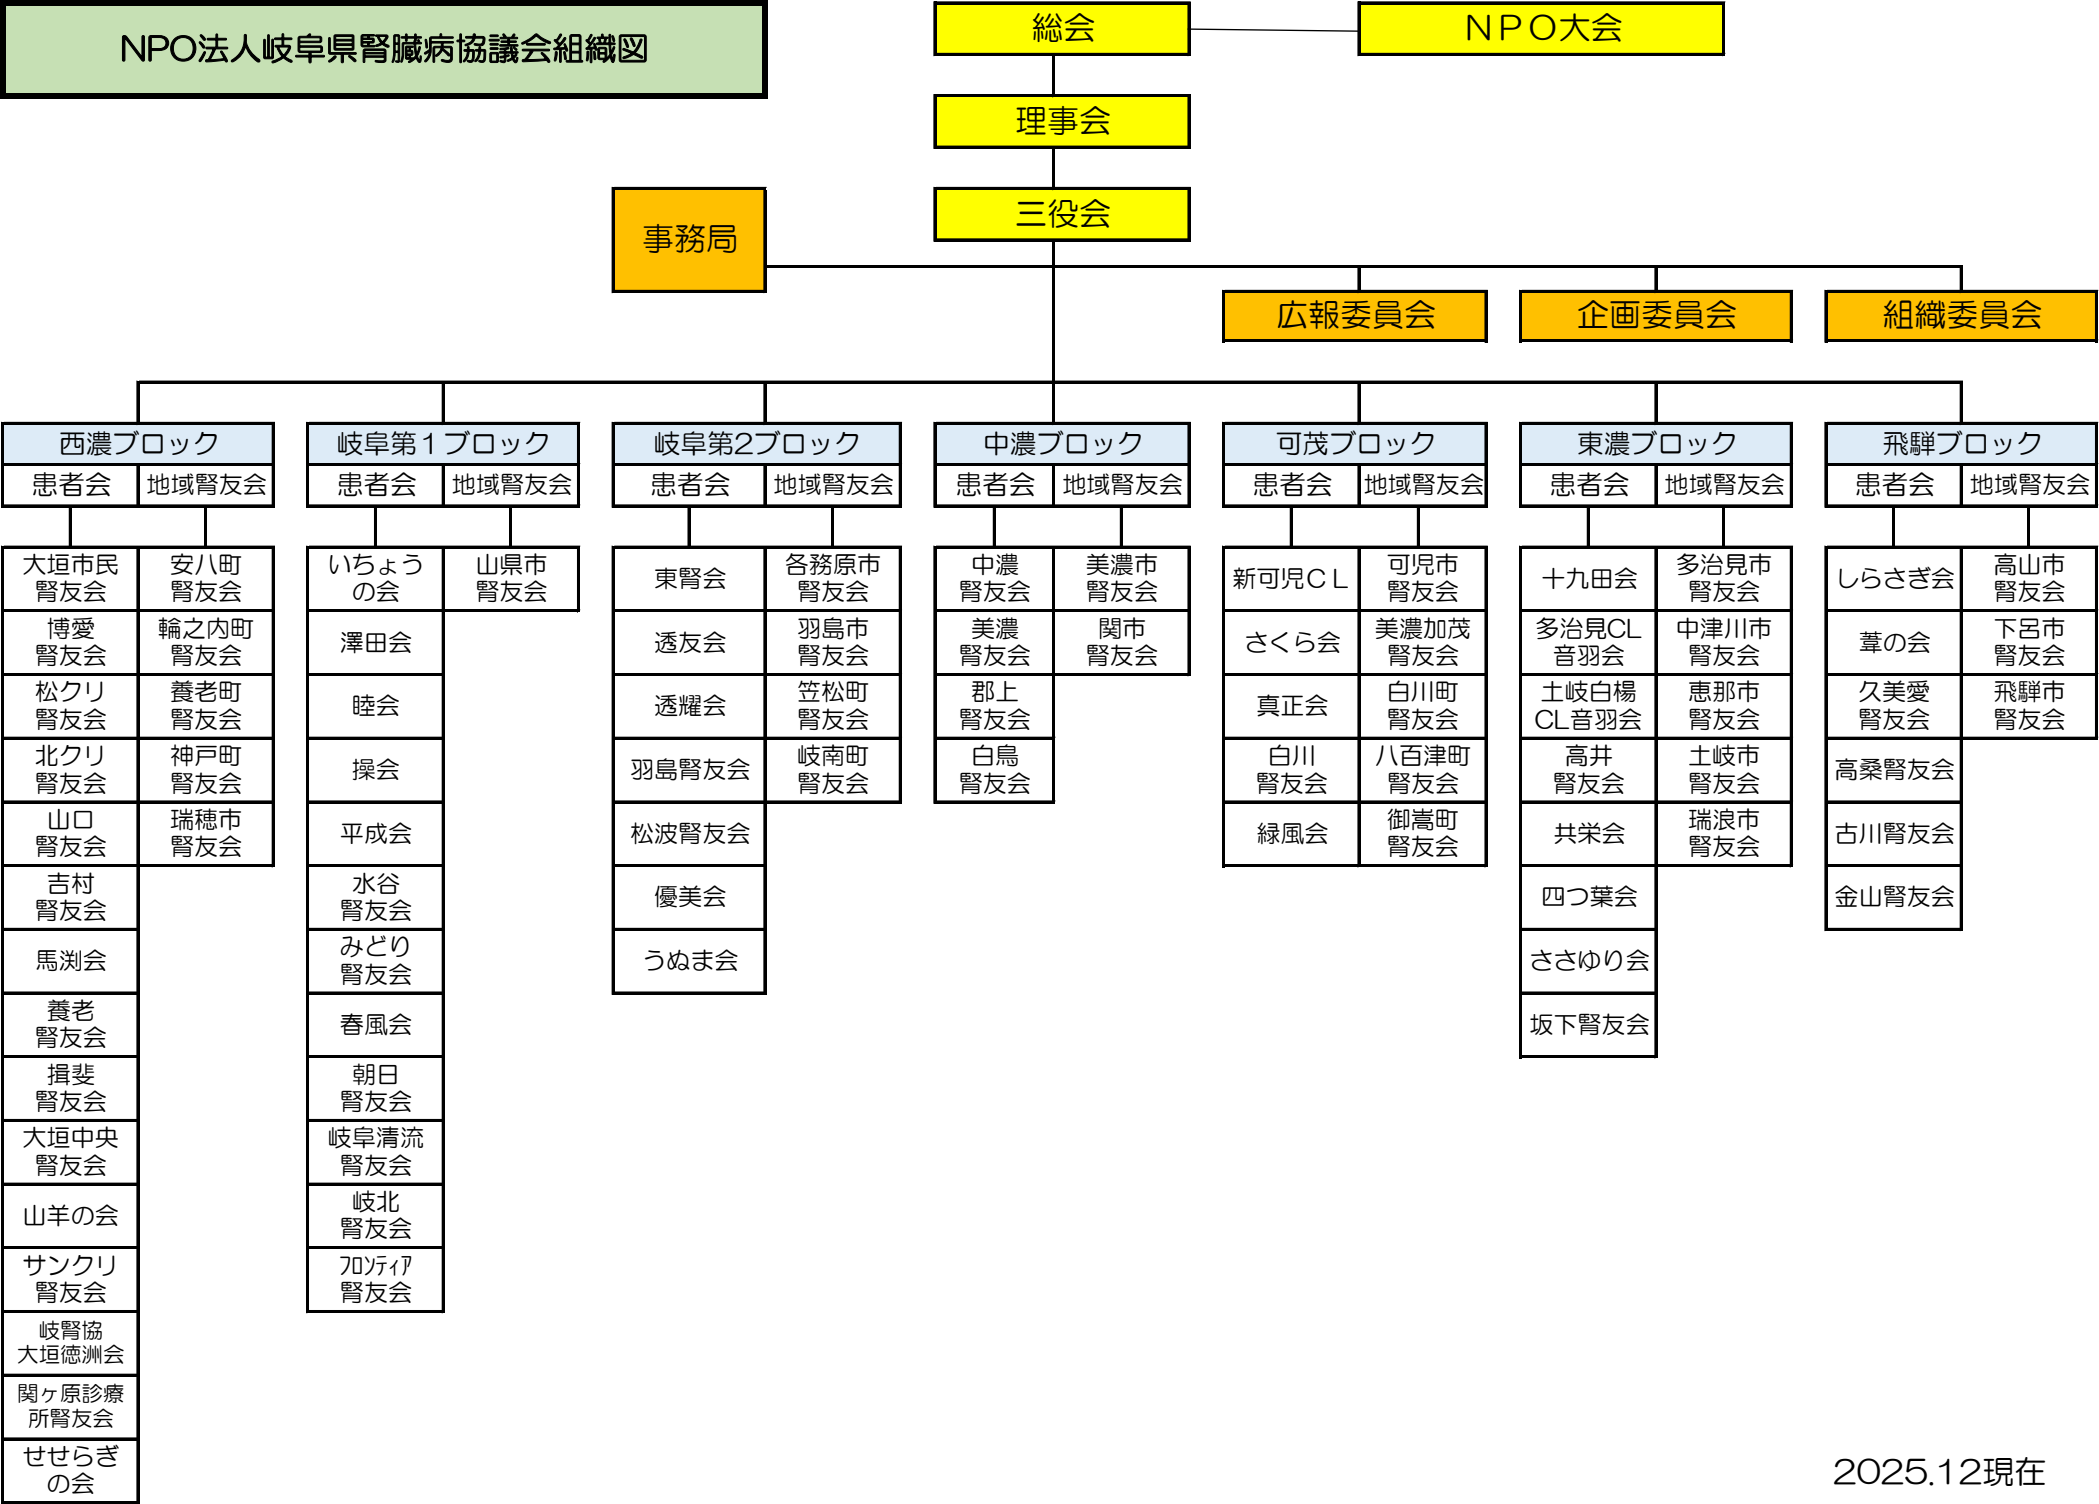 NPO法人岐阜県腎臓病協議会組織図
総会
ＮＰＯ大会
理事会
三役会
事務局
広報委員会
企画委員会
組織委員会
西濃ブロック
患者会
地域腎友会
大垣市民
腎友会
博愛
腎友会
松クリ
腎友会
北クリ
腎友会
山口
腎友会
吉村
腎友会
馬渕会
養老
腎友会
揖斐
腎友会
大垣中央
腎友会
山羊の会
サンクリ
腎友会
岐腎協
大垣徳洲会
関ヶ原診療
所腎友会
せせらぎ
の会
安八町
腎友会
輪之内町
腎友会
養老町
腎友会
神戸町
腎友会
瑞穂市
腎友会
岐阜第１ブロック
患者会
地域腎友会
いちょう
の会
澤田会
睦会
操会
平成会
水谷
腎友会
みどり
腎友会
春風会
朝日
腎友会
岐阜清流
腎友会
岐北
腎友会
ﾌﾛﾝﾃｨｱ
腎友会
山県市
腎友会
岐阜第2ブロック
患者会
地域腎友会
東腎会
透友会
透耀会
羽島腎友会
松波腎友会
優美会
うぬま会
各務原市
腎友会
羽島市
腎友会
笠松町
腎友会
岐南町
腎友会
中濃ブロック
患者会
地域腎友会
中濃
腎友会
美濃
腎友会
郡上
腎友会
白鳥
腎友会
美濃市
腎友会
関市
腎友会
可茂ブロック
患者会
地域腎友会
新可児ＣＬ
さくら会
真正会
白川
腎友会
緑風会
可児市
腎友会
美濃加茂
腎友会
白川町
腎友会
八百津町
腎友会
御嵩町
腎友会
東濃ブロック
患者会
地域腎友会
十九田会
多治見CL
音羽会
土岐白楊
CL音羽会
高井
腎友会
共栄会
四つ葉会
ささゆり会
坂下腎友会
多治見市
腎友会
中津川市
腎友会
恵那市
腎友会
土岐市
腎友会
瑞浪市
腎友会
飛騨ブロック
患者会
地域腎友会
しらさぎ会
葦の会
久美愛
腎友会
高桑腎友会
古川腎友会
金山腎友会
高山市
腎友会
下呂市
腎友会
飛騨市
腎友会
2025.12現在